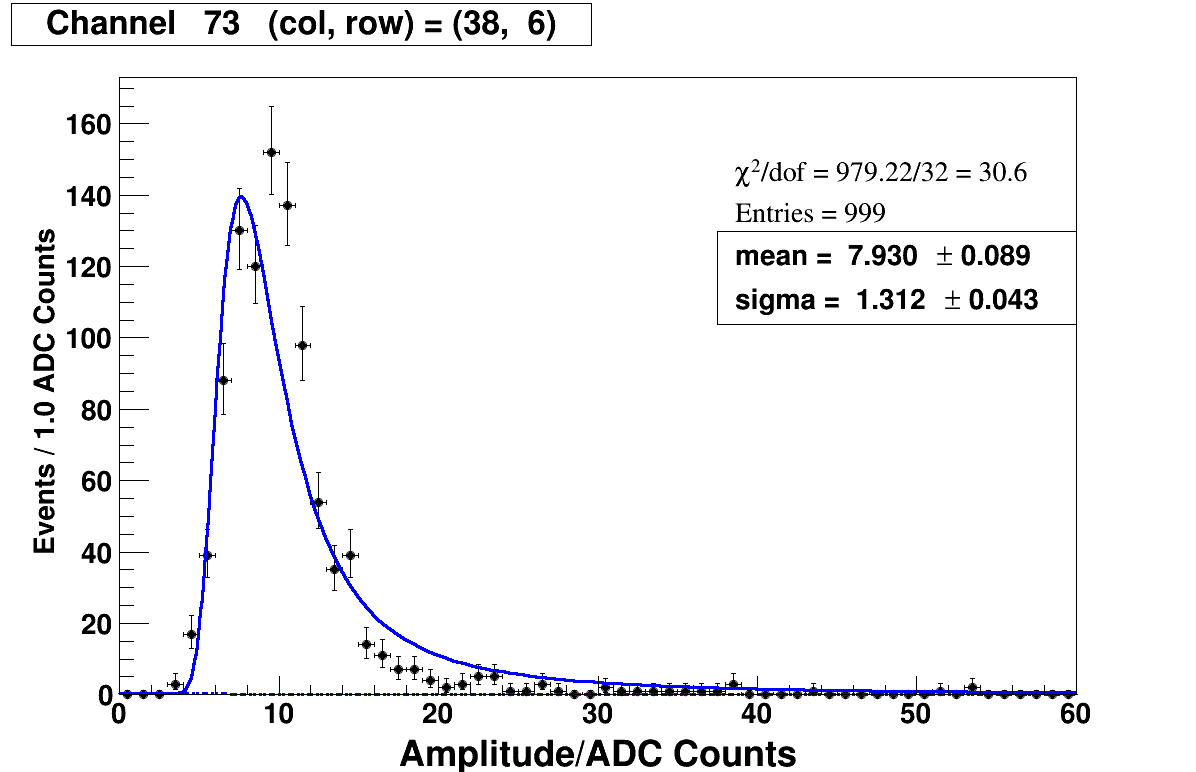 Channel 73 (col, row) = (38, 6)
160
140
120
100
80
60
40
20
0
Events / 1.0 ADC Counts
χ²/dof = 979.22/32 = 30.6
Entries = 999
mean = 7.930 ± 0.089
sigma = 1.312 ± 0.043
0 10 20 30 40 50 60
Amplitude/ADC Counts